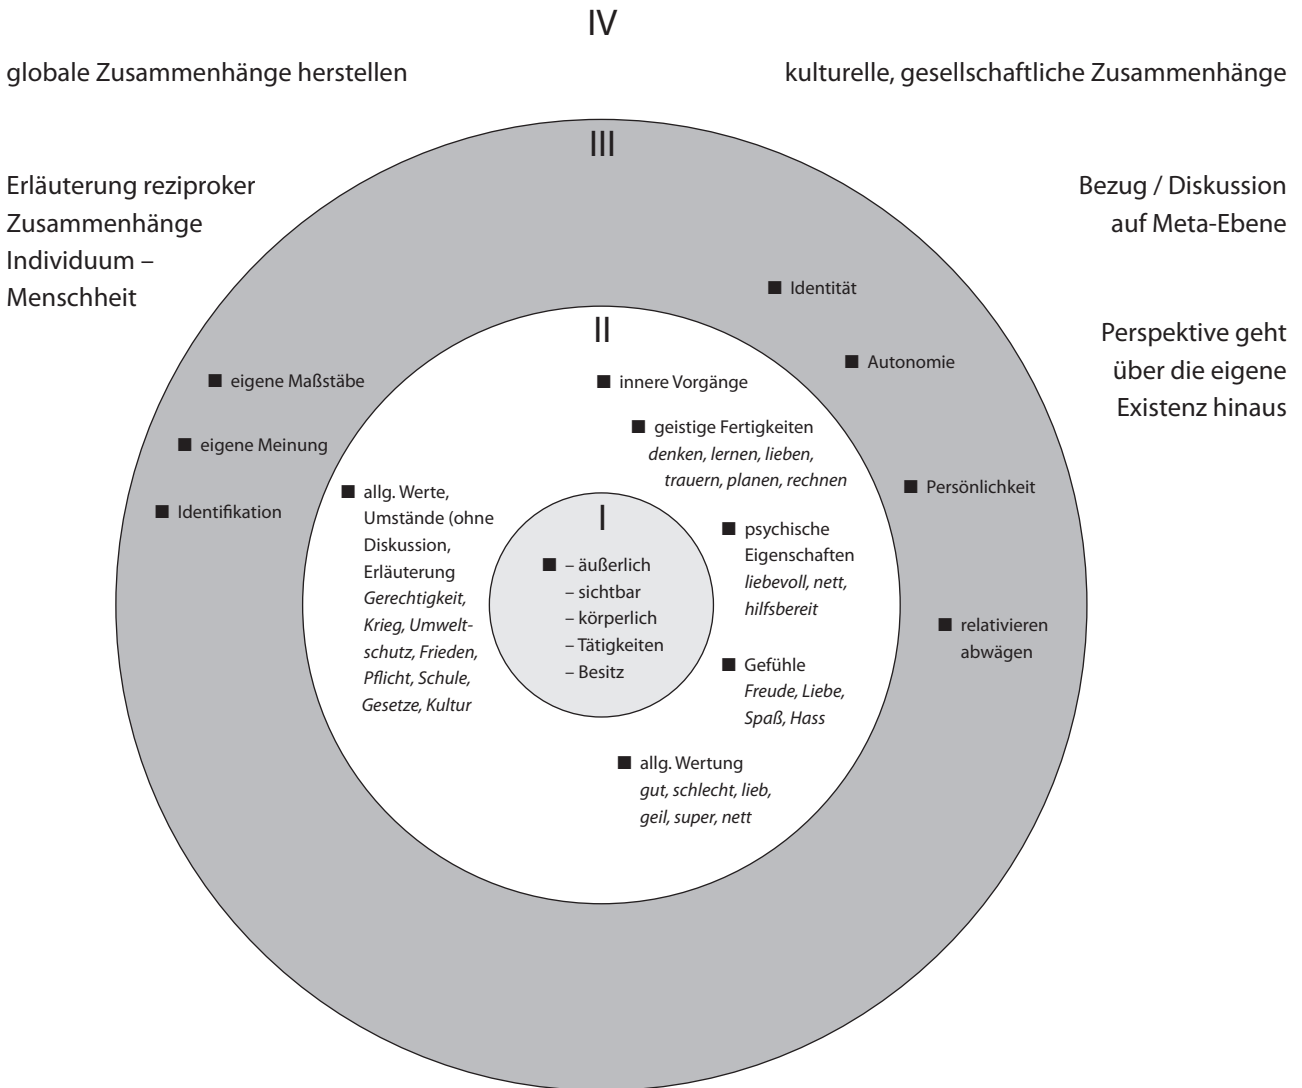 IV
globale Zusammenhänge herstellen
kulturelle, gesellschaftliche Zusammenhänge
III
Erläuterung reziproker
Zusammenhänge
Individuum –
Menschheit
Bezug / Diskussion
auf Meta-Ebene
Perspektive geht
über die eigene
Existenz hinaus
■ Identität
■ Autonomie
■ Persönlichkeit
■ relativieren
abwägen
■ eigene Maßstäbe
■ eigene Meinung
■ Identifikation
II
■ innere Vorgänge
■ geistige Fertigkeiten
denken, lernen, lieben,
trauern, planen, rechnen
■ psychische
Eigenschaften
liebevoll, nett,
hilfsbereit
■ Gefühle
Freude, Liebe,
Spaß, Hass
■ allg. Wertung
gut, schlecht, lieb,
geil, super, nett
■ allg. Werte,
Umstände (ohne
Diskussion,
Erläuterung
Gerechtigkeit,
Krieg, Umwelt-
schutz, Frieden,
Pflicht, Schule,
Gesetze, Kultur
I
■ – äußerlich
– sichtbar
– körperlich
– Tätigkeiten
– Besitz